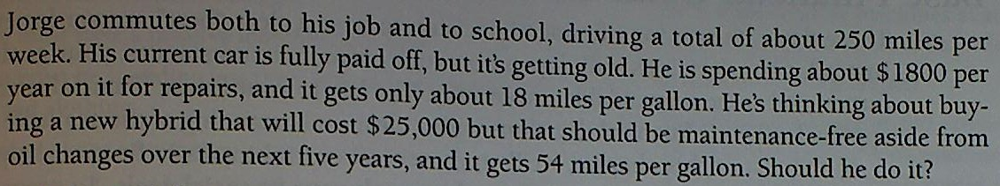 Jorge commutes both to his job and to school, driving a total of about 250 miles per
week. His current car is fully paid off, but it's getting old. He is spending about $1800 per
year on it for repairs, and it gets only about 18 miles per gallon. He's thinking about buy-
ing a new hybrid that will cost $25,000 but that should be maintenance-free aside from
oil changes over the next five years, and it gets 54 miles per gallon. Should he do it?